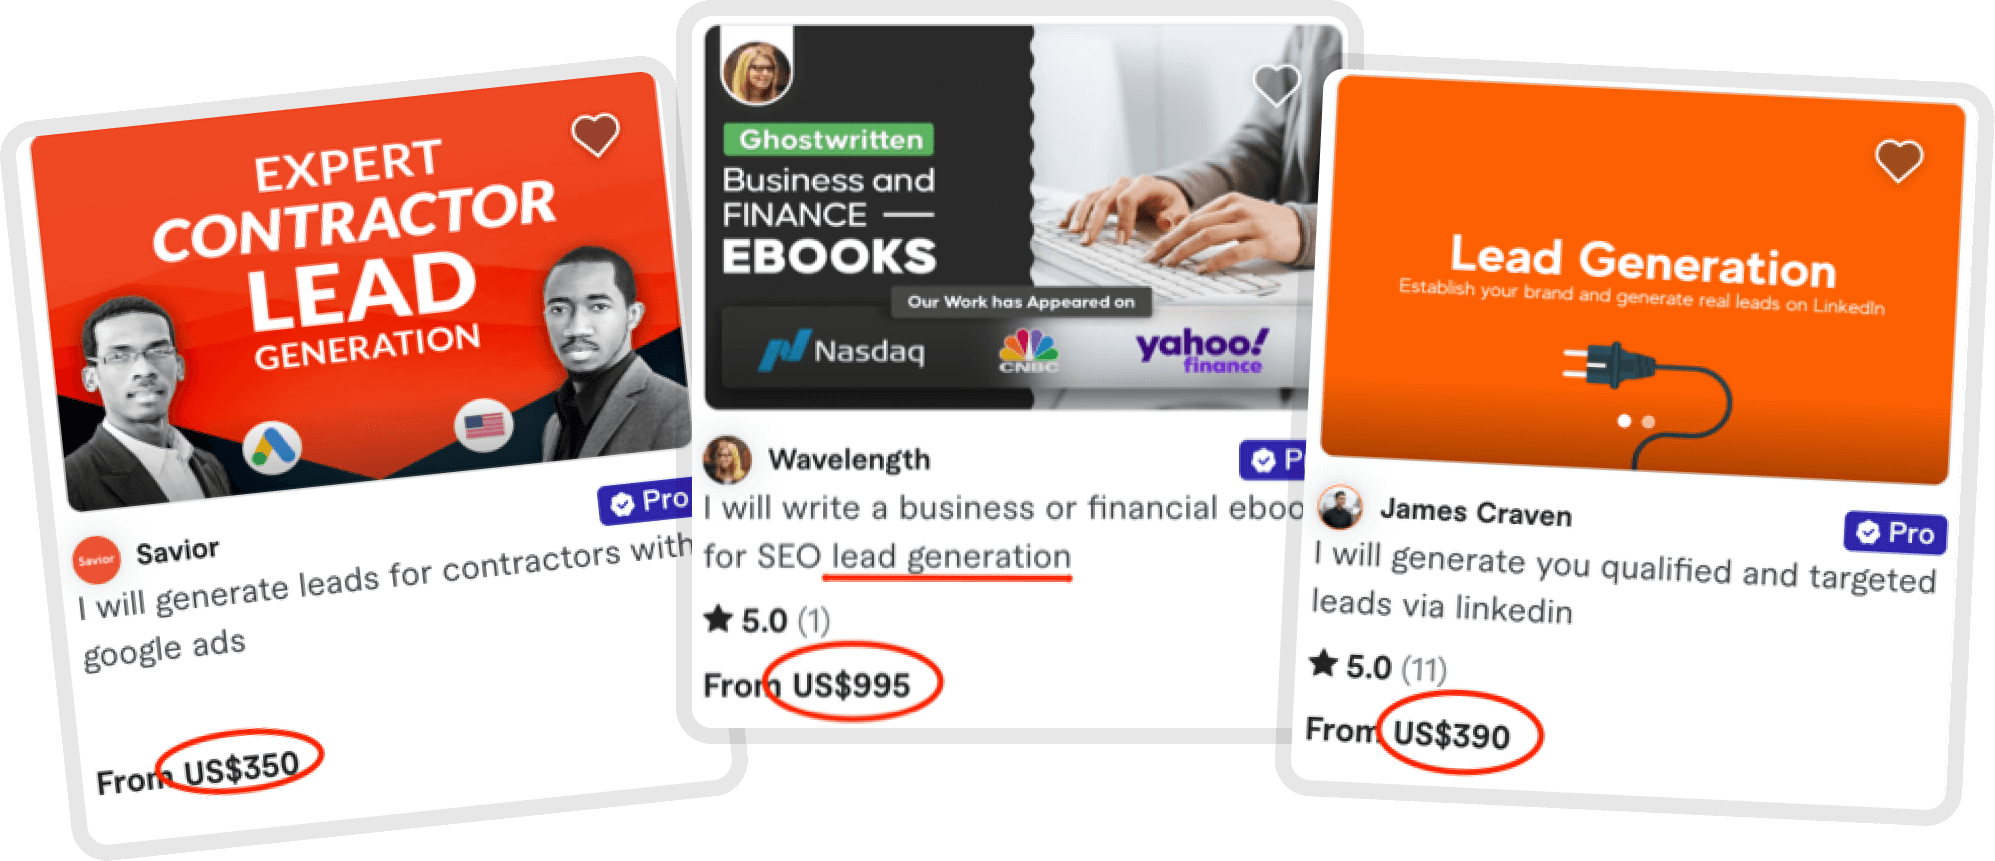 EXPERT
CONTRACTOR
LEAD
GENERATION
Savior
Savior
Pro
I will generate leads for contractors with
google ads
From US$350
Ghostwritten
Business and
FINANCE
EBOOKS
Our Work has Appeared on
Nasdaq
CNBC
yahoo!
finance
Wavelength
I will write a business or financial
for SEO lead generation
5.0 (1)
From US$995
Lead Generation
Establish your brand and generate real leads on LinkedIn
James Craven
Pro
I will generate you qualified and targeted
leads via linkedin
5.0 (11)
From US$390